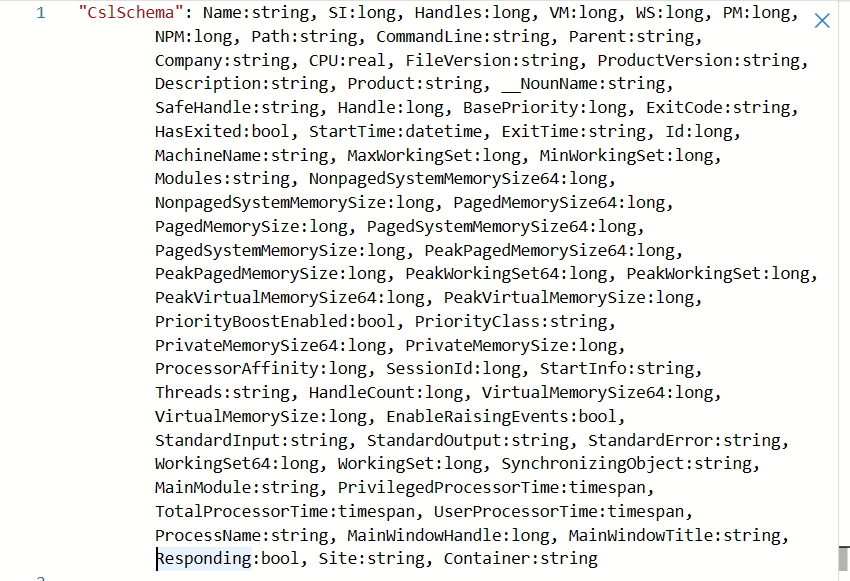 1 "CslSchema": Name:string, SI:long, Handles:long, VM:long, WS:long, PM:long,
NPM:long, Path:string, CommandLine:string, Parent:string,
Company:string, CPU:real, FileVersion:string, ProductVersion:string,
Description:string, Product:string, __NounName:string,
SafeHandle:string, Handle:long, BasePriority:long, ExitCode:string,
HasExited:bool, StartTime:datetime, ExitTime:string, Id:long,
MachineName:string, MaxWorkingSet:long, MinWorkingSet:long,
Modules:string, NonpagedSystemMemorySize64:long,
NonpagedSystemMemorySize:long, PagedMemorySize64:long,
PagedMemorySize:long, PagedSystemMemorySize64:long,
PagedSystemMemorySize:long, PeakPagedMemorySize64:long,
PeakPagedMemorySize:long, PeakWorkingSet64:long, PeakWorkingSet:long,
PeakVirtualMemorySize64:long, PeakVirtualMemorySize:long,
PriorityBoostEnabled:bool, PriorityClass:string,
PrivateMemorySize64:long, PrivateMemorySize:long,
ProcessorAffinity:long, SessionId:long, StartInfo:string,
Threads:string, HandleCount:long, VirtualMemorySize64:long,
VirtualMemorySize:long, EnableRaisingEvents:bool,
StandardInput:string, StandardOutput:string, StandardError:string,
WorkingSet64:long, WorkingSet:long, SynchronizingObject:string,
MainModule:string, PrivilegedProcessorTime:timespan,
TotalProcessorTime:timespan, UserProcessorTime:timespan,
ProcessName:string, MainWindowHandle:long, MainWindowTitle:string,
Responding:bool, Site:string, Container:string